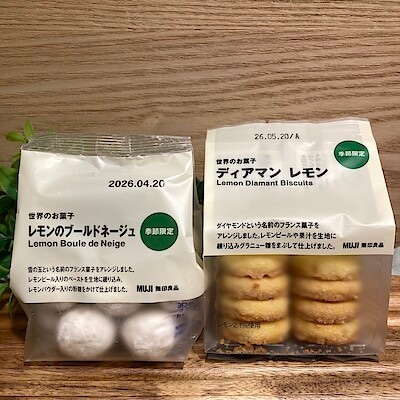 2026.04.20
世界のお菓子
レモンのブールドネージュ
Lemon Boule de Neige
季節限定
雪の玉という名前のフランス菓子をアレンジしました。
レモンピール入りのペーストを生地に練り込み、
レモンパウダー入りの粉糖をかけて仕上げました。
MUJI 無印良品
26.05.20/A
世界のお菓子
ディアマン レモン
Lemon Diamant Biscuits
季節限定
ダイヤモンドという名前のフランス菓子を
アレンジしました。レモンピールや果汁を生地に
練り込みグラニュー糖をまぶして仕上げました。
MUJI 無印良品